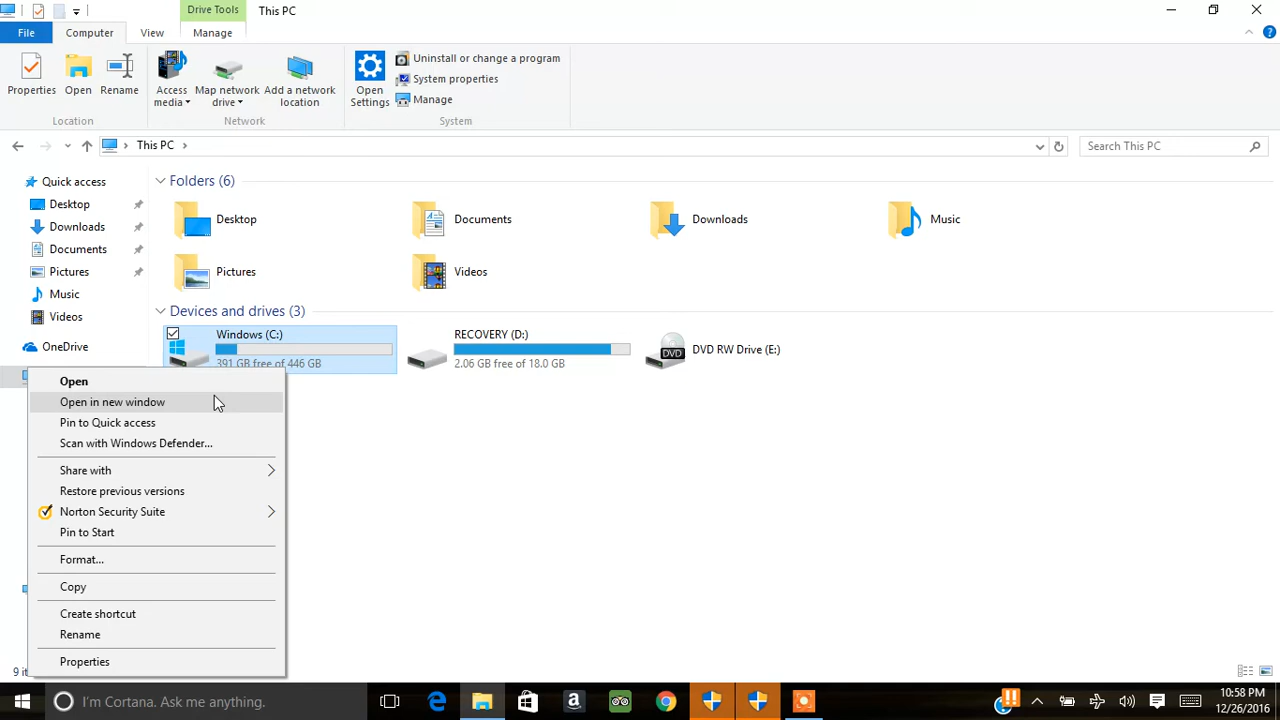 Drive Tools
This PC
File
Computer
View
Manage
Properties
Open
Rename
Access
media
Map network
drive
Add a network
location
Open
Settings
Uninstall or change a program
System properties
Manage
Location
Network
System
This PC
Search This PC
Quick access
Desktop
Downloads
Documents
Pictures
Music
Videos
OneDrive
Folders (6)
Desktop
Documents
Downloads
Music
Pictures
Videos
Devices and drives (3)
Windows (C:)
391 GB free of 446 GB
RECOVERY (D:)
2.06 GB free of 18.0 GB
DVD
DVD RW Drive (E:)
Open
Open in new window
Pin to Quick access
Scan with Windows Defender...
Share with
Restore previous versions
Norton Security Suite
Pin to Start
Format...
Copy
Create shortcut
Rename
Properties
I'm Cortana. Ask me anything.
10:58 PM
12/26/2016